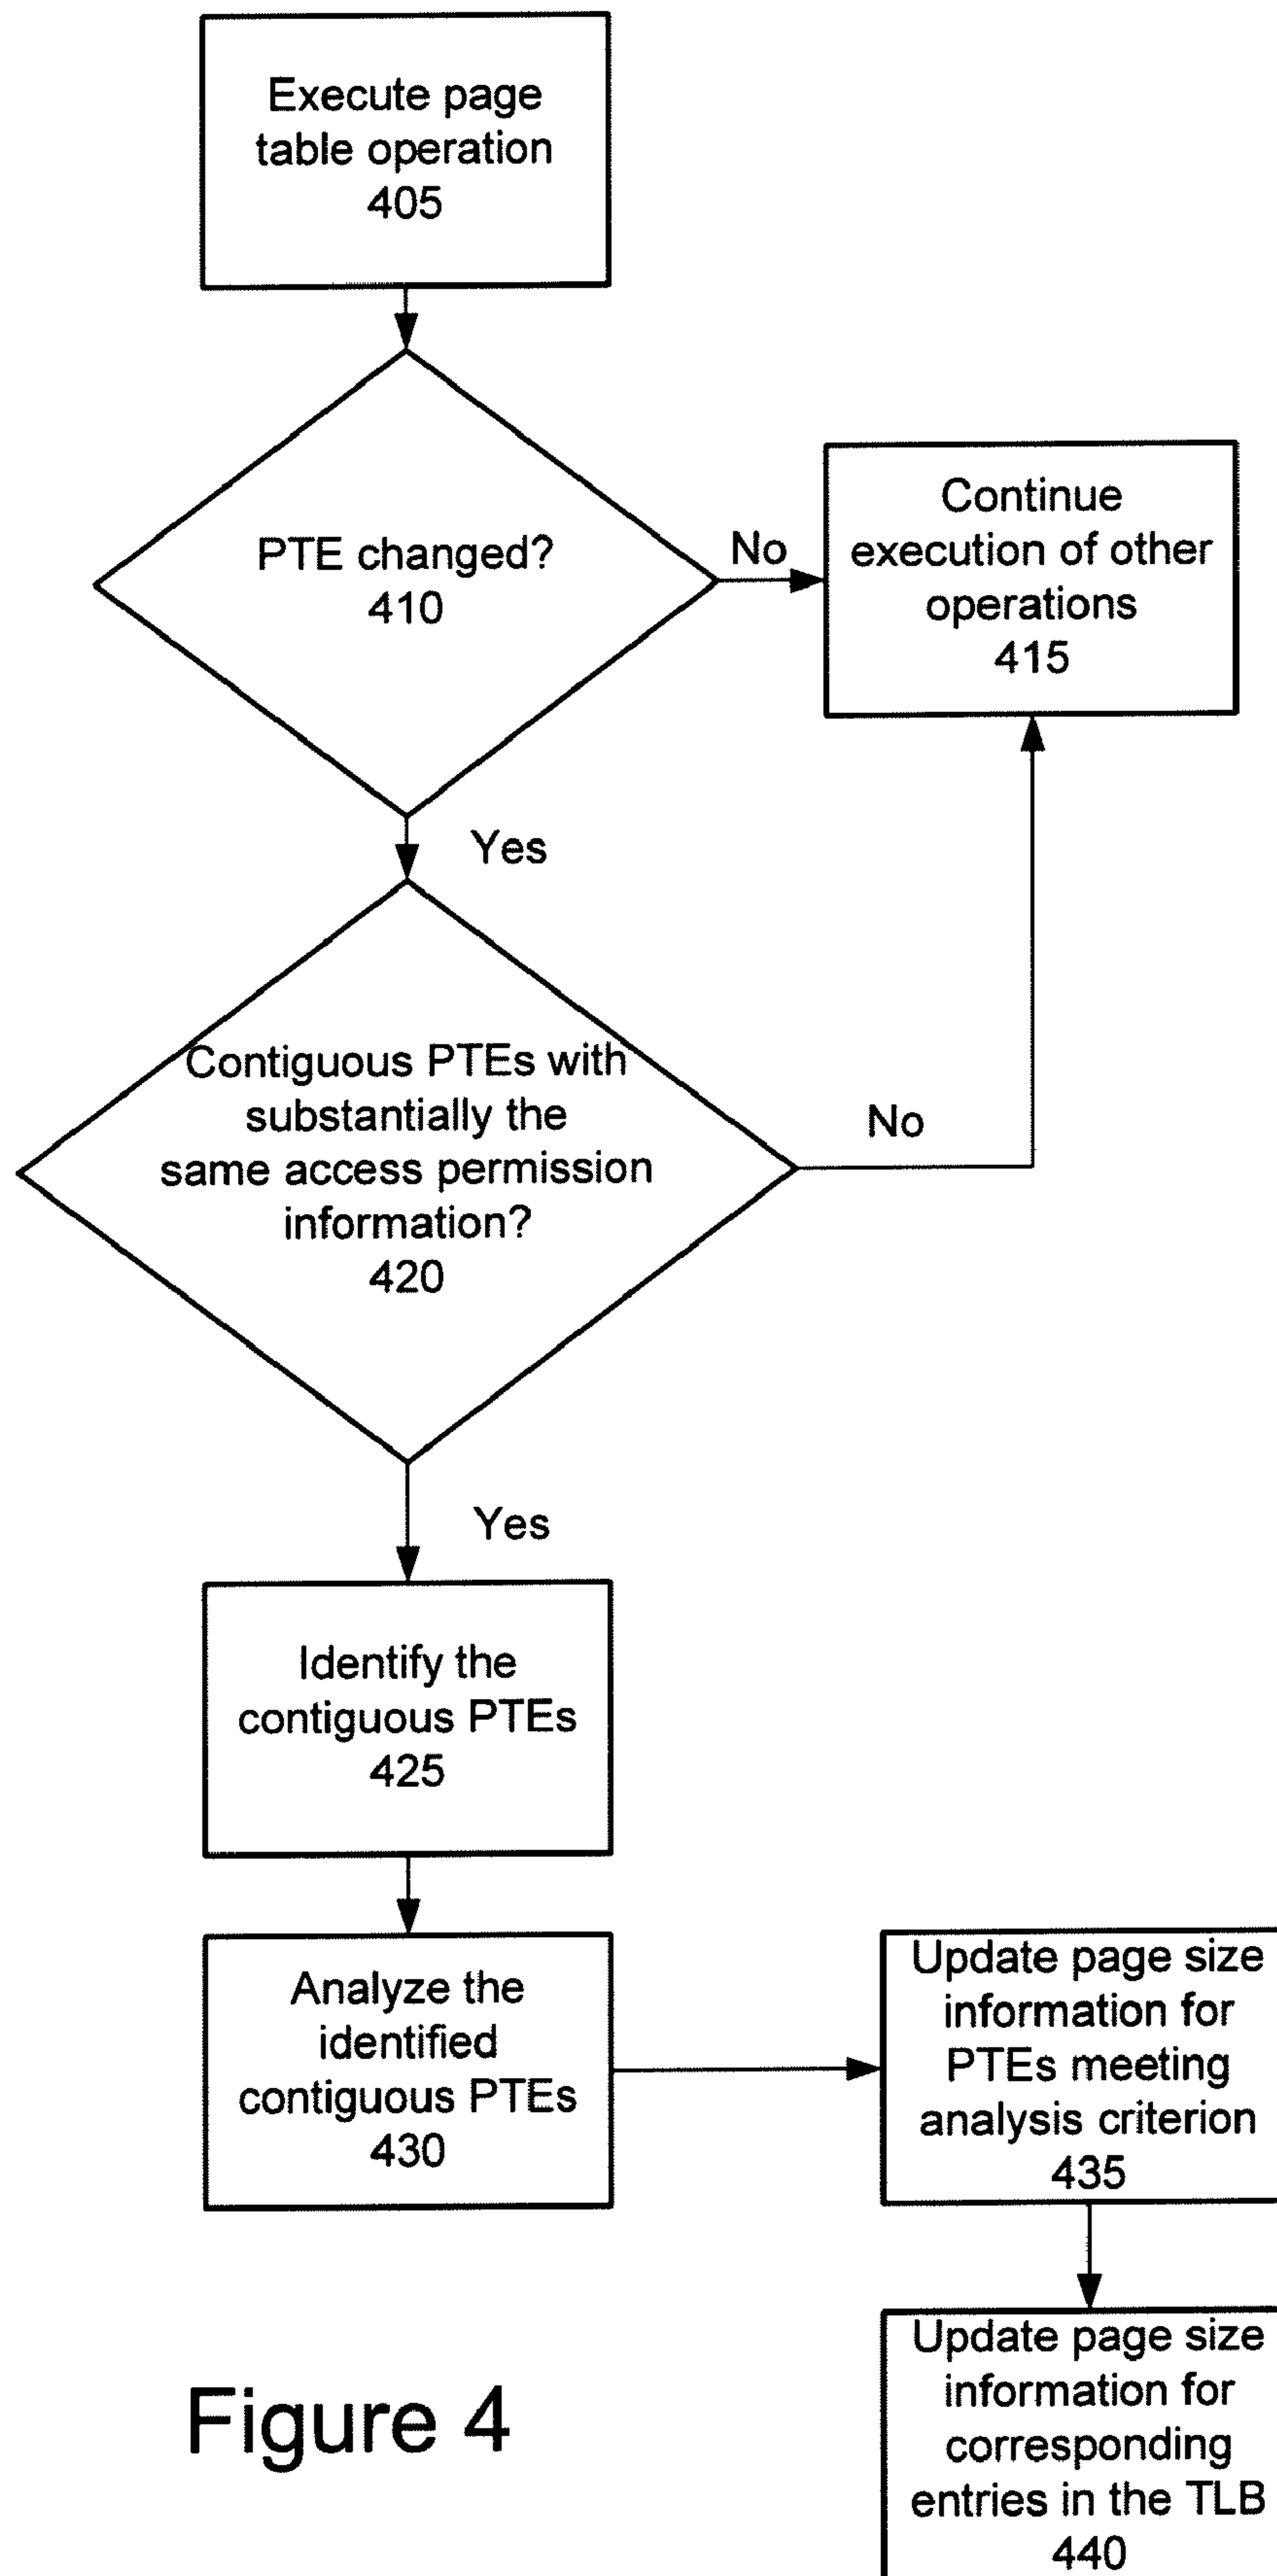 Execute page
table operation
405
PTE changed?
410
No
Continue
execution of other
operations
415
Yes
Contiguous PTEs with
substantially the
same access permission
information?
420
No
Yes
Identify the
contiguous PTEs
425
Analyze the
identified
contiguous PTEs
430
Update page size
information for
PTEs meeting
analysis criterion
435
Update page size
information for
corresponding
entries in the TLB
440
Figure 4